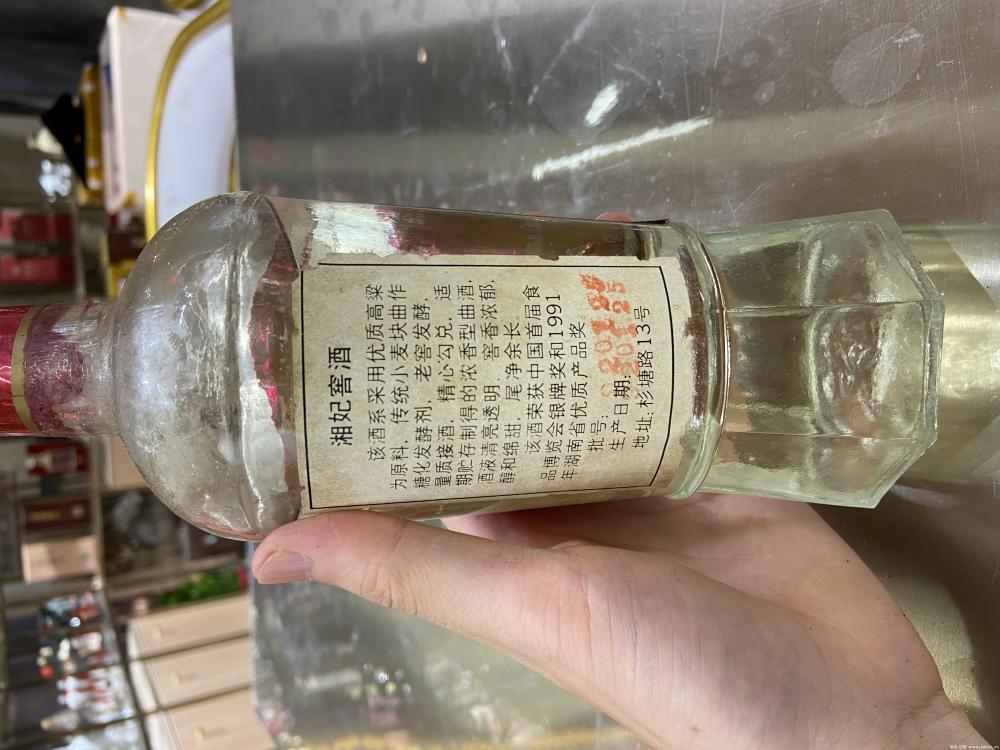 湘妃窖酒
该酒系采用优质高粱
为原料，传统小麦块曲作
糖化发酵剂，老窖发酵，
量质接酒，精心勾兑，适
期贮存制得的浓香型曲酒，
酒液清亮透明，窖香浓郁，
醇和绵甜，尾净余长。
该酒荣获中国首届食
品博览会银牌奖和1991
年湖南省优质产品奖
批号：
生产日期：
地址:杉塘路113号